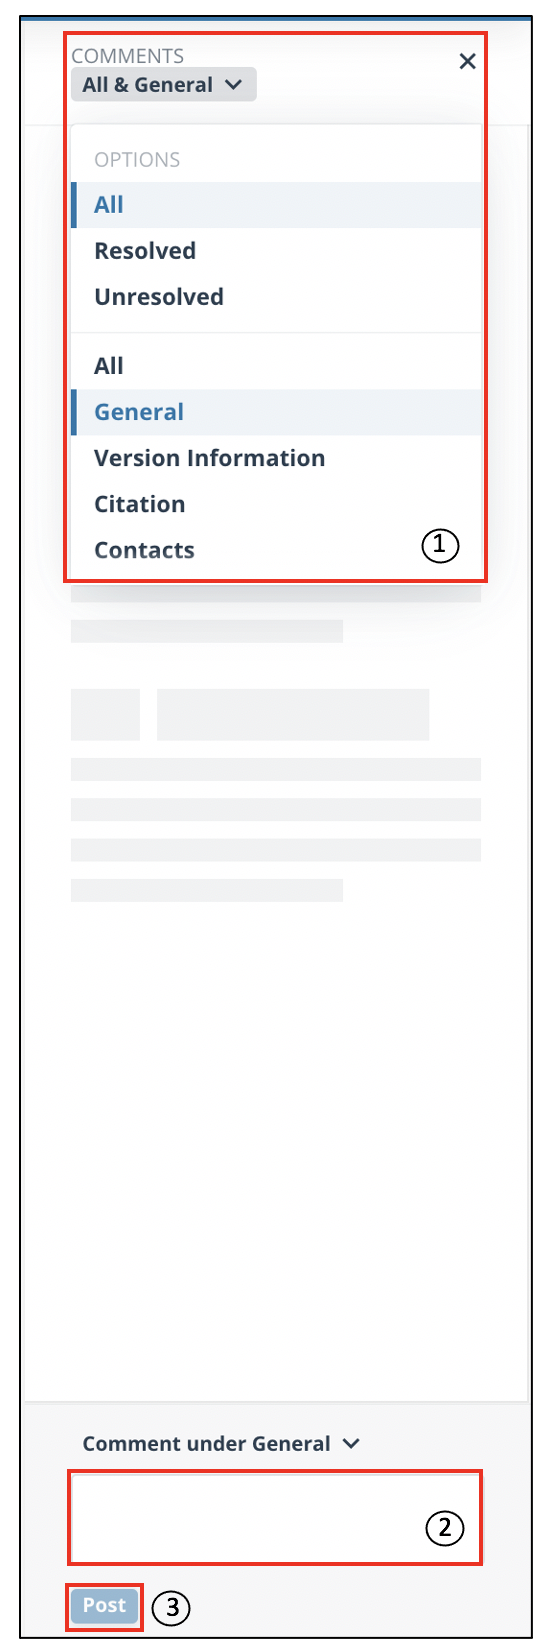 COMMENTS
All & General
OPTIONS
All
Resolved
Unresolved
All
General
Version Information
Citation
Contacts
1
Comment under General
2
Post
3